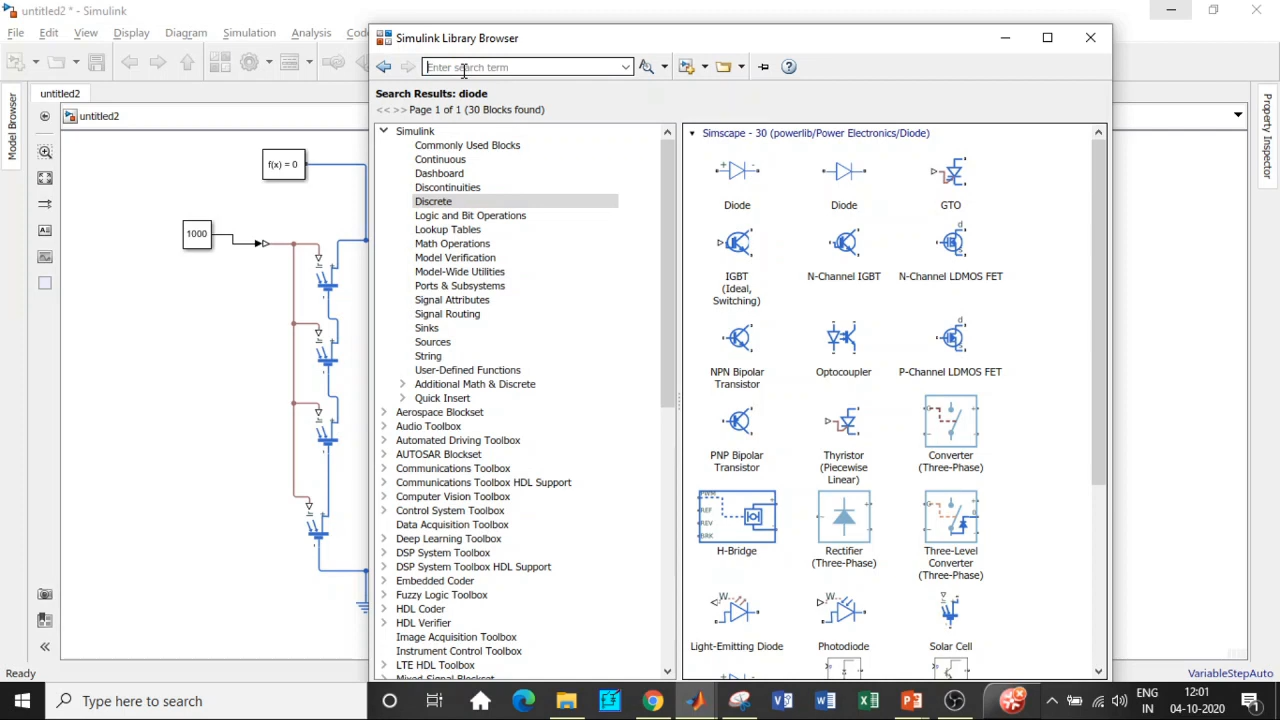 untitled2 * - Simulink
File Edit View Display Diagram Simulation Analysis
Simulink Library Browser
Enter search term
untitled2
untitled2
Model Browser
Property Inspector
Search Results: diode
<< >> Page 1 of 1 (30 Blocks found)
Simulink
Commonly Used Blocks
Continuous
Dashboard
Discontinuities
Discrete
Logic and Bit Operations
Lookup Tables
Math Operations
Model Verification
Model-Wide Utilities
Ports & Subsystems
Signal Attributes
Signal Routing
Sinks
Sources
String
User-Defined Functions
Additional Math & Discrete
Quick Insert
Aerospace Blockset
Audio Toolbox
Automated Driving Toolbox
AUTOSAR Blockset
Communications Toolbox
Communications Toolbox HDL Support
Computer Vision Toolbox
Control System Toolbox
Data Acquisition Toolbox
Deep Learning Toolbox
DSP System Toolbox
DSP System Toolbox HDL Support
Embedded Coder
Fuzzy Logic Toolbox
HDL Coder
HDL Verifier
Image Acquisition Toolbox
Instrument Control Toolbox
LTE HDL Toolbox
Simscape - 30 (powerlib/Power Electronics/Diode)
Diode
Diode
GTO
IGBT
(Ideal,
Switching)
N-Channel IGBT
N-Channel LDMOS FET
NPN Bipolar
Transistor
Optocoupler
P-Channel LDMOS FET
PNP Bipolar
Transistor
Thyristor
(Piecewise
Linear)
Converter
(Three-Phase)
PWM
REF
REV
BRK
H-Bridge
Rectifier
(Three-Phase)
Three-Level
Converter
(Three-Phase)
Light-Emitting Diode
Photodiode
Solar Cell
f(x) = 0
1000
Ready
VariableStepAuto
Type here to search
ENG
IN
12:01
04-10-2020